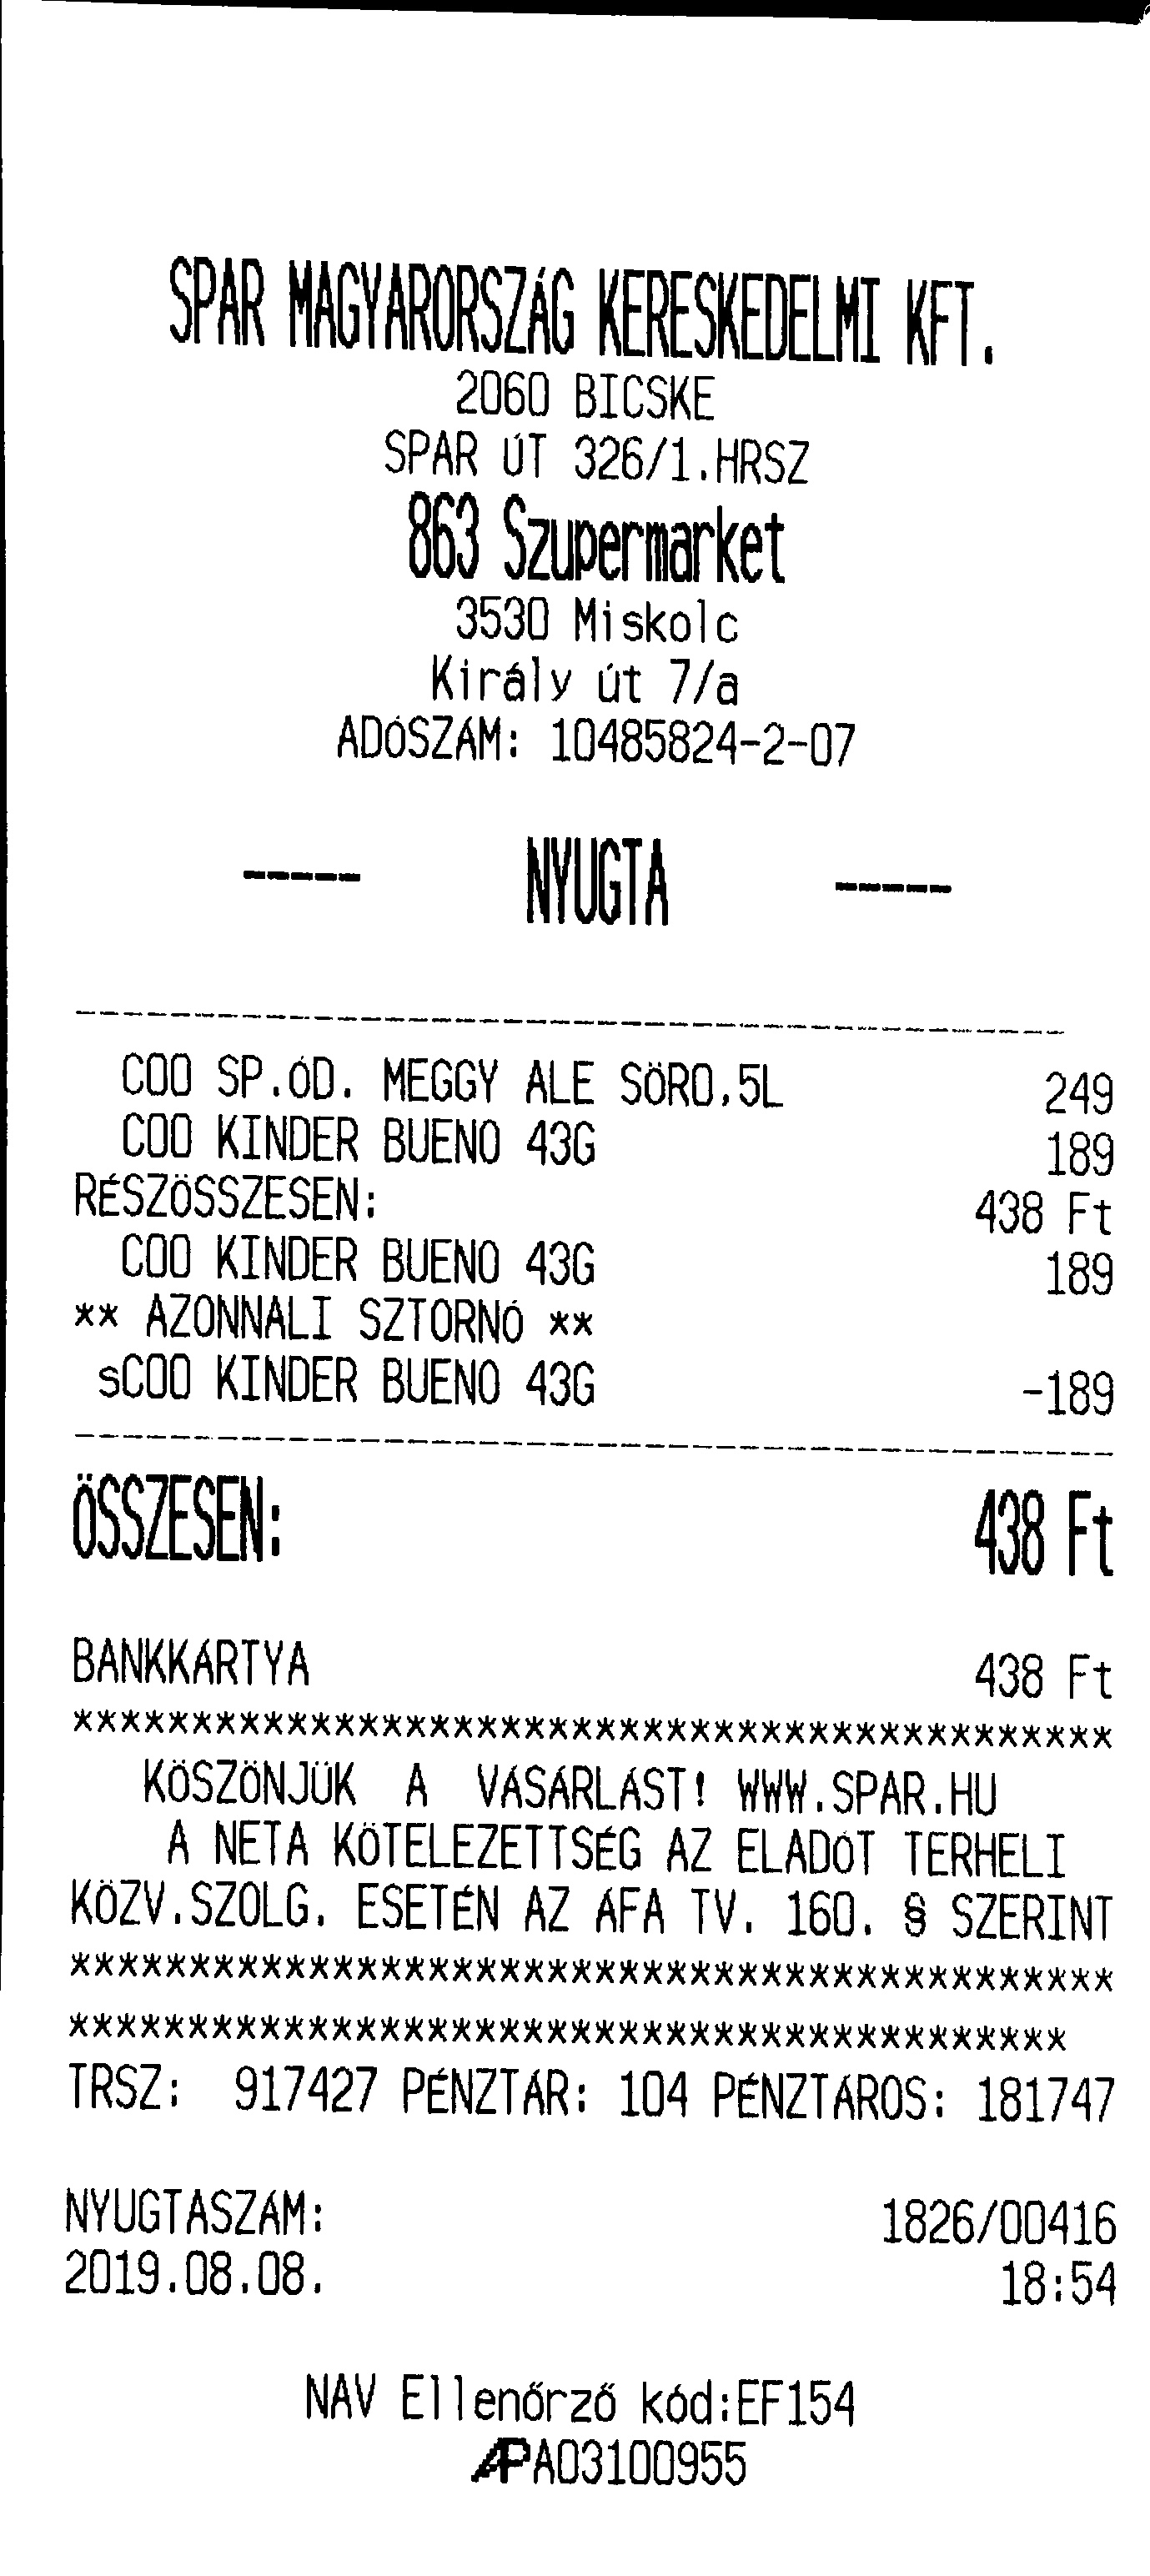 SPAR MAGYARORSZÁG KERESKEDELMI KFT.
2060 BICSKE
SPAR ÚT 326/1.HRSZ
863 Szupermarket
3530 Miskolc
Király út 7/a
ADÓSZÁM: 10485824-2-07
----- NYUGTA -----
C00 SP.ÓD. MEGGY ALE SÖR0,5L 249
C00 KINDER BUENO 43G 189
RÉSZÖSSZESEN: 438 Ft
C00 KINDER BUENO 43G 189
** AZONNALI SZTORNÓ **
sC00 KINDER BUENO 43G -189
ÖSSZESEN: 438 Ft
BANKKÁRTYA 438 Ft
********************************************
KÖSZÖNJÜK A VÁSÁRLÁST! WWW.SPAR.HU
A NETA KÖTELEZETTSÉG AZ ELADÓT TERHELI
KÖZV.SZOLG. ESETÉN AZ ÁFA TV. 160. § SZERINT
********************************************
******************************************
TRSZ: 917427 PÉNZTÁR: 104 PÉNZTÁROS: 181747
NYUGTASZÁM: 1826/00416
2019.08.08. 18:54
NAV Ellenőrző kód:EF154
AP A03100955